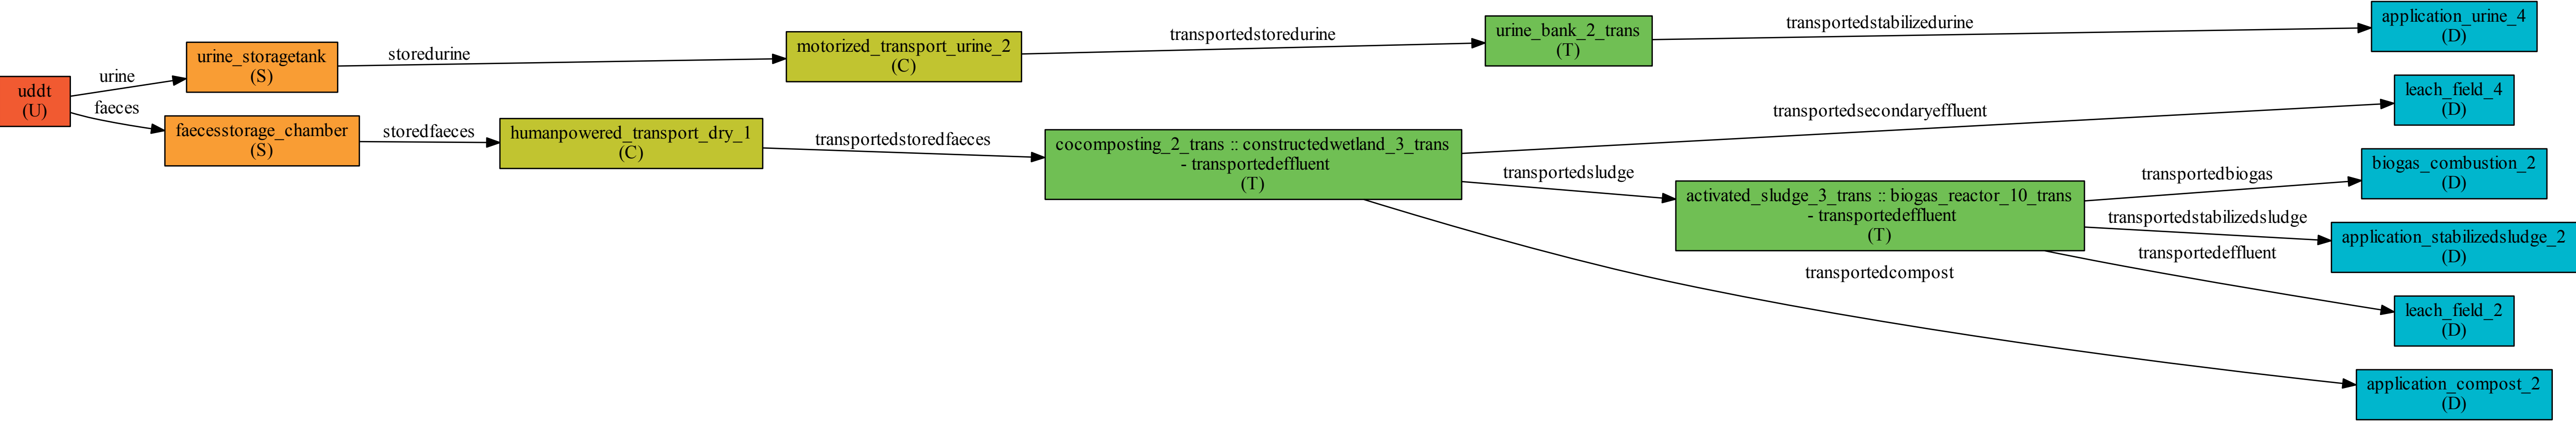 uddt
(U)
urine
faeces
urine_storagetank
(S)
faecesstorage_chamber
(S)
storedurine
storedfaeces
humanpowered_transport_dry_1
(C)
motorized_transport_urine_2
(C)
transportedstoredfaeces
transportedstoredurine
cocomposting_2_trans :: constructedwetland_3_trans
- transportedeffluent
(T)
urine_bank_2_trans
(T)
transportedsludge
activated_sludge_3_trans :: biogas_reactor_10_trans
- transportedeffluent
(T)
transportedstabilizedurine
transportedsecondaryeffluent
transportedcompost
transportedbiogas
transportedstabilizedsludge
transportedeffluent
application_urine_4
(D)
leach_field_4
(D)
biogas_combustion_2
(D)
application_stabilizedsludge_2
(D)
leach_field_2
(D)
application_compost_2
(D)